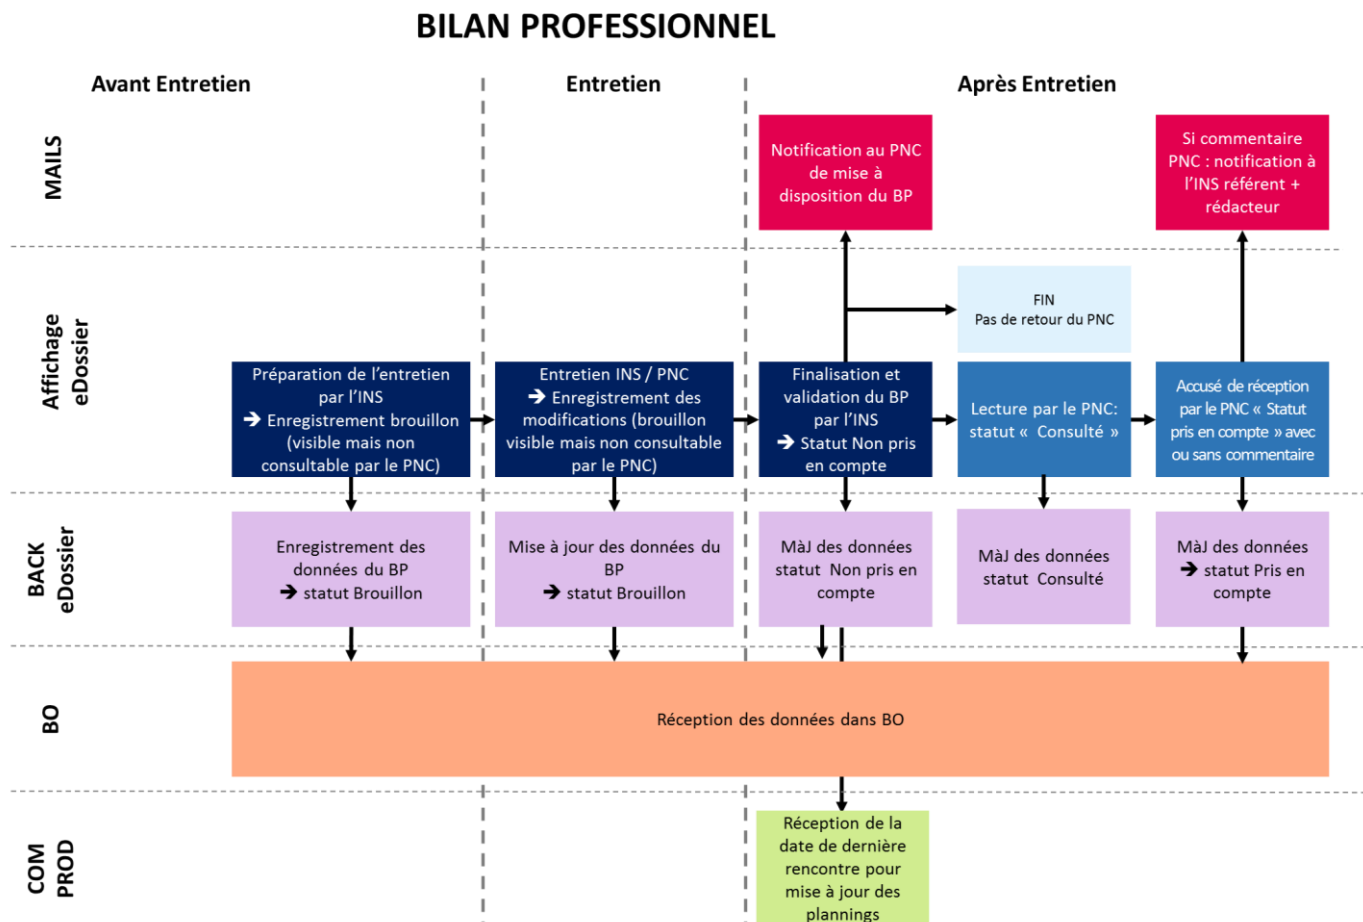 BILAN PROFESSIONNEL
Avant Entretien
Entretien
Après Entretien
MAILS
Notification au PNC
de mise à
disposition du BP
Si commentaire
PNC : notification à
l'INS référent +
rédacteur
Affichage
eDossier
FIN
Pas de retour du PNC
Préparation de l'entretien
par l'INS
➔ Enregistrement brouillon
(visible mais non
consultable par le PNC)
Entretien INS / PNC
➔ Enregistrement des
modifications (brouillon
visible mais non consultable
par le PNC)
Finalisation et
validation du BP
par l'INS
➔ Statut Non pris
en compte
Lecture par le PNC:
statut « Consulté »
Accusé de réception
par le PNC « Statut
pris en compte » avec
ou sans commentaire
BACK
eDossier
Enregistrement des
données du BP
➔ statut Brouillon
Mise à jour des données du
BP
➔ statut Brouillon
MàJ des données
statut Non pris en
compte
MàJ des données
statut Consulté
MàJ des données
➔ statut Pris en
compte
BO
Réception des données dans BO
COM
PROD
Réception de la
date de dernière
rencontre pour
mise à jour des
plannings